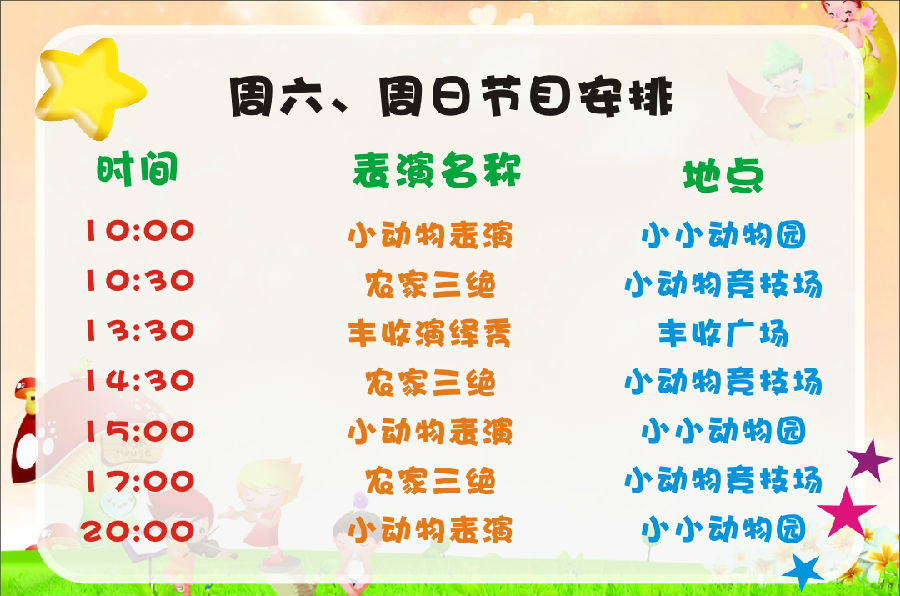 周六、周日节目安排
时间 表演名称 地点
10:00 小动物表演 小小动物园
10:30 农家三绝 小动物竞技场
13:30 丰收演绎秀 丰收广场
14:30 农家三绝 小动物竞技场
15:00 小动物表演 小小动物园
17:00 农家三绝 小动物竞技场
20:00 小动物表演 小小动物园